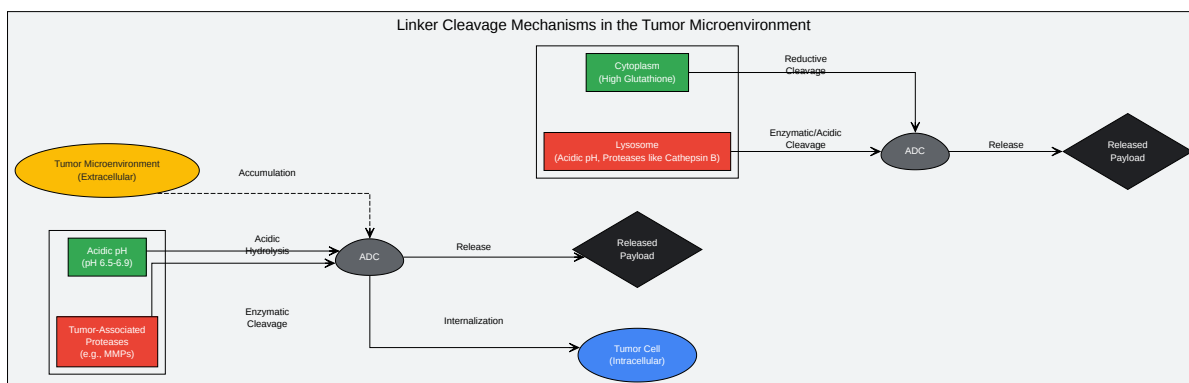 Linker Cleavage Mechanisms in the Tumor Microenvironment
Cytoplasm
(High Glutathione)
Reductive
Cleavage
Lysosome
(Acidic pH, Proteases like Cathepsin B)
Enzymatic/Acidic
Cleavage
ADC
Release
Released
Payload
Tumor Microenvironment
(Extracellular)
Accumulation
Acidic pH
(pH 6.5-6.9)
Acidic
Hydrolysis
ADC
Release
Released
Payload
Tumor-Associated
Proteases
(e.g., MMPs)
Enzymatic
Cleavage
Internalization
Tumor Cell
(Intracellular)